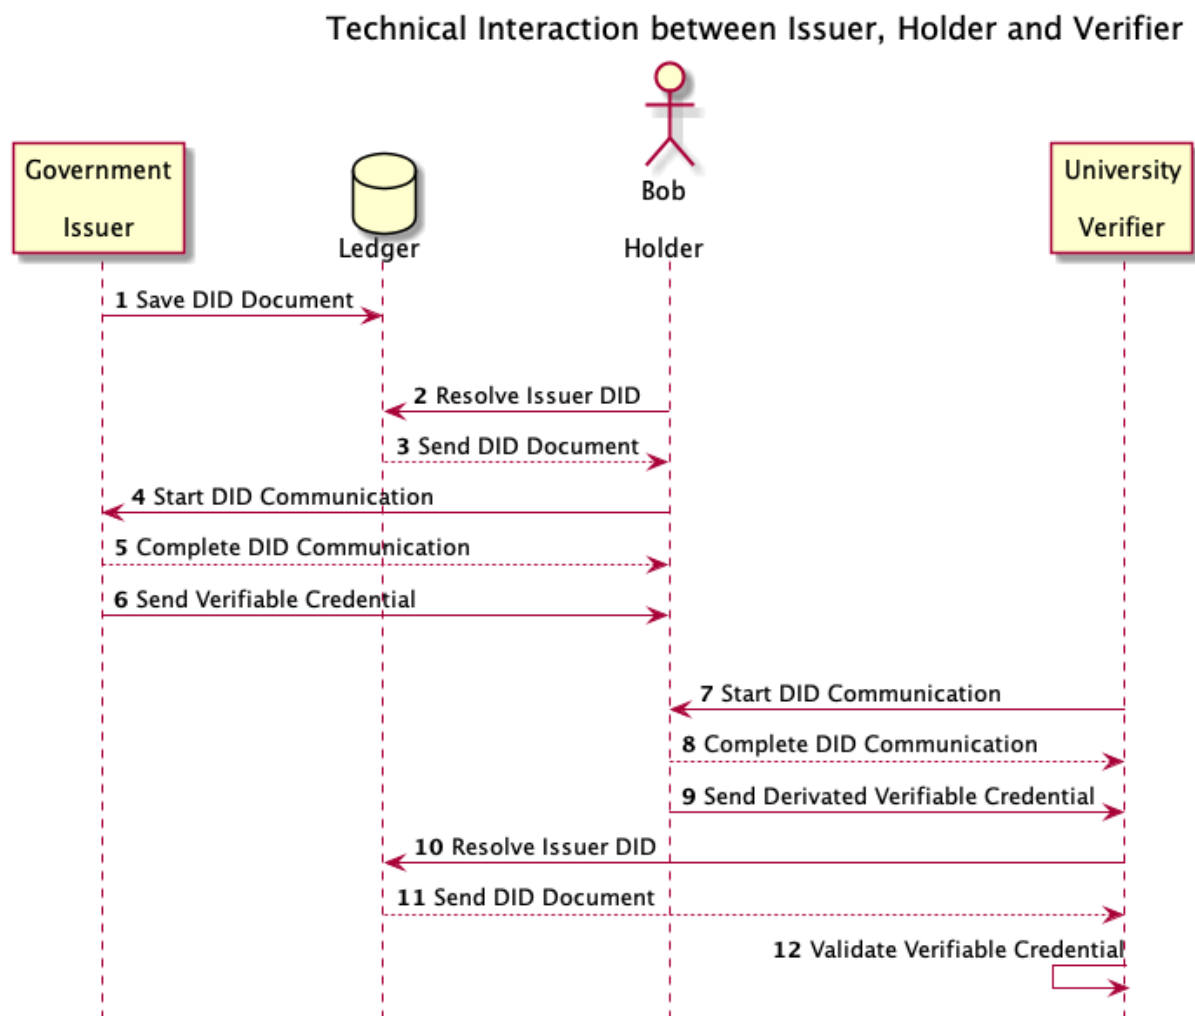 Technical Interaction between Issuer, Holder and Verifier
Government
Issuer
Ledger
Bob
Holder
University
Verifier
1 Save DID Document
2 Resolve Issuer DID
3 Send DID Document
4 Start DID Communication
5 Complete DID Communication
6 Send Verifiable Credential
7 Start DID Communication
8 Complete DID Communication
9 Send Derivated Verifiable Credential
10 Resolve Issuer DID
11 Send DID Document
12 Validate Verifiable Credential